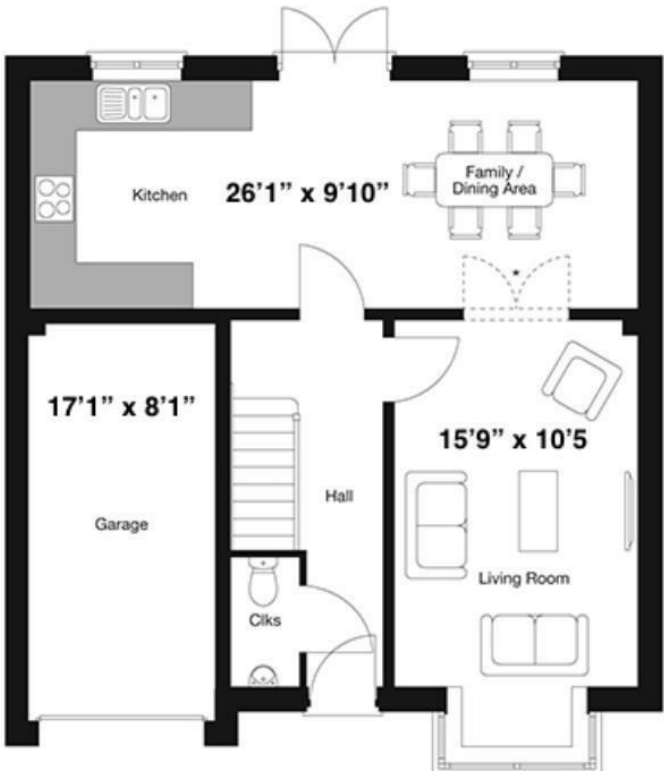 Kitchen
26'1” x 9'10”
Family /
Dining Area
*
17'1” x 8'1”
15'9” x 10'5
Hall
Garage
Living Room
Clks